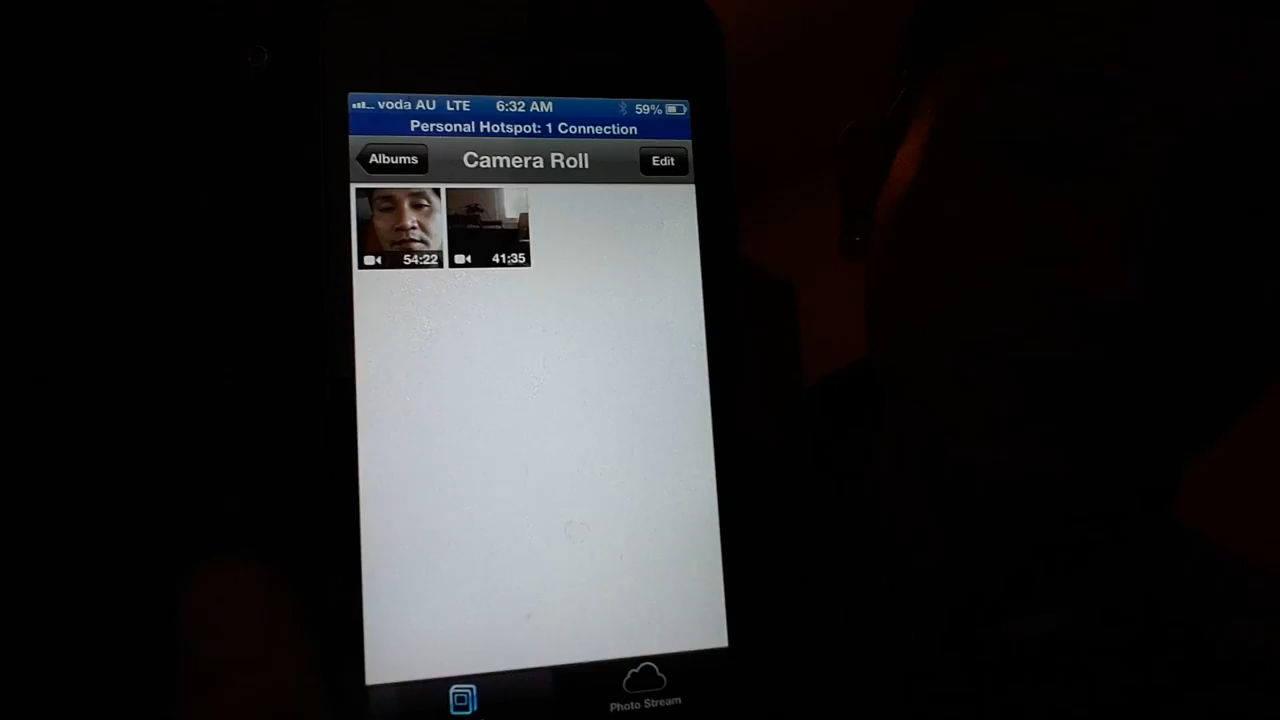 voda AU LTE 6:32 AM 59%
Personal Hotspot: 1 Connection
Albums Camera Roll Edit
54:22 41:35
Photo Stream